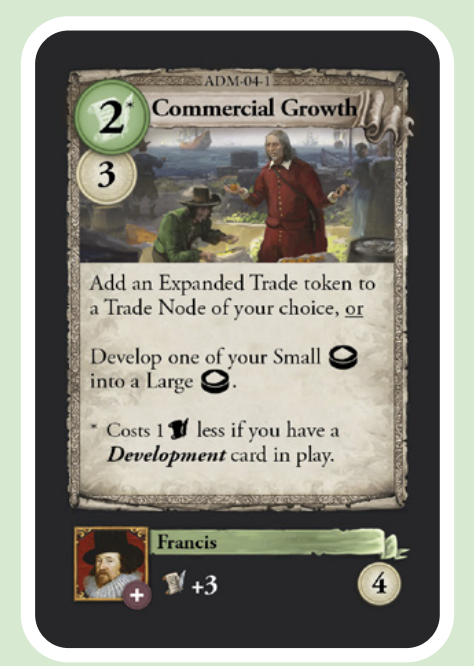 ADM-04-1
2*
Commercial Growth
3
Add an Expanded Trade token to
a Trade Node of your choice, or
Develop one of your Small
into a Large .
* Costs 1 less if you have a
Development card in play.
Francis
+
+3
4